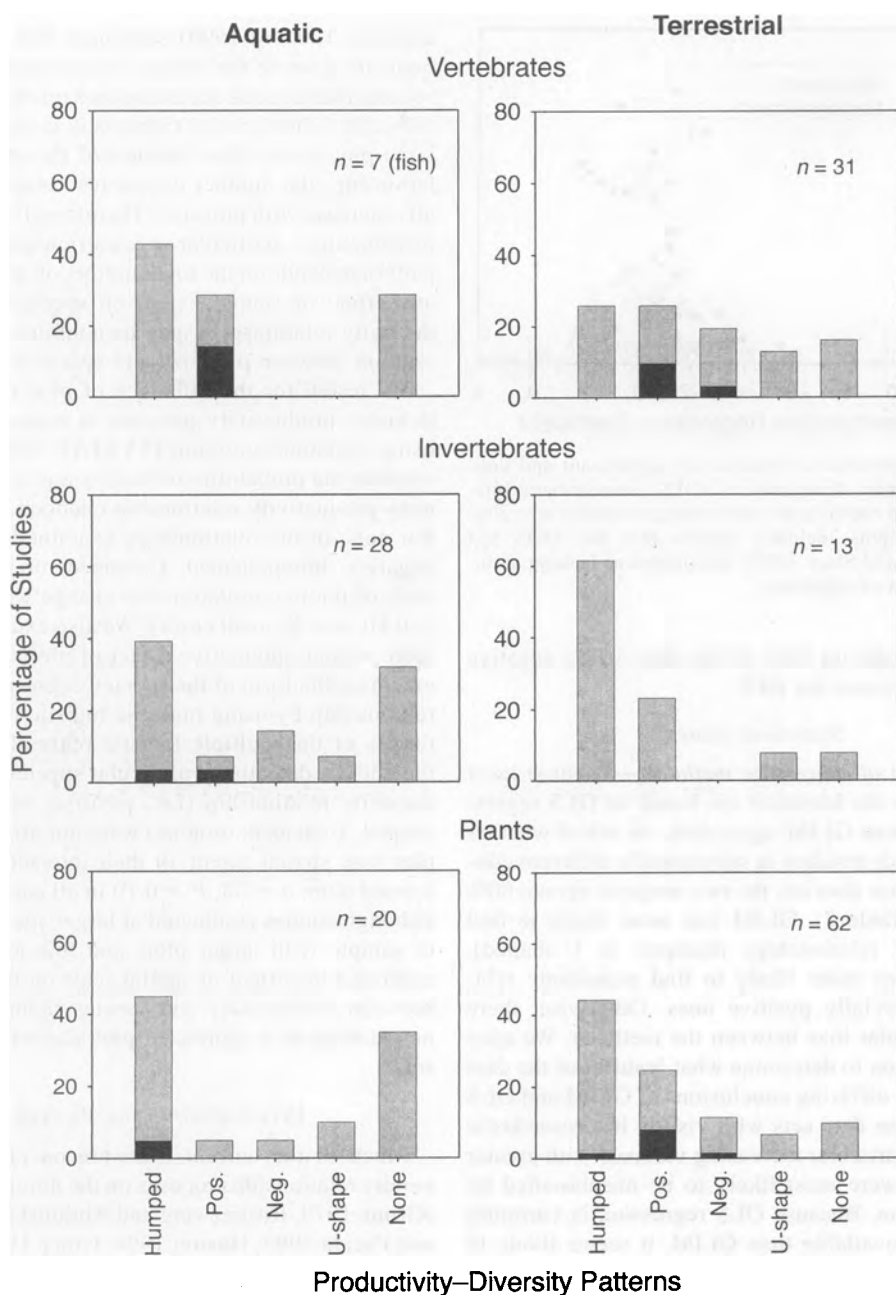 Aquatic
Terrestrial
Vertebrates
80
60
40
20
0
n = 7 (fish)
80
60
40
20
0
n = 31
Invertebrates
Percentage of Studies
80
60
40
20
0
n = 28
80
60
40
20
0
n = 13
Plants
80
60
40
20
0
n = 20
80
60
40
20
0
n = 62
Humped
Pos.
Neg.
U-shape
None
Humped
Pos.
Neg.
U-shape
None
Productivity–Diversity Patterns